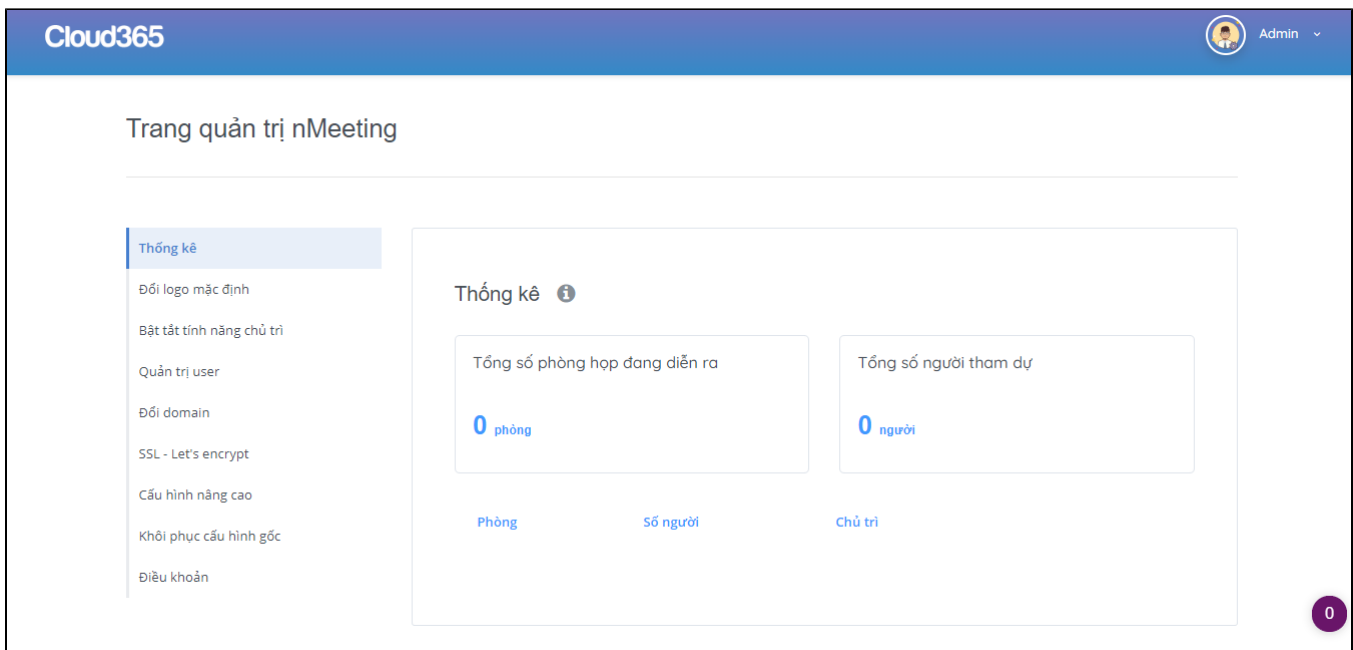 Cloud365
Admin
Trang quản trị nMeeting
Thống kê
Đổi logo mặc định
Bật tắt tính năng chủ trì
Quản trị user
Đổi domain
SSL - Let's encrypt
Cấu hình nâng cao
Khôi phục cấu hình gốc
Điều khoản
Thống kê
Tổng số phòng họp đang diễn ra
0 phòng
Tổng số người tham dự
0 người
Phòng Số người Chủ trì
0